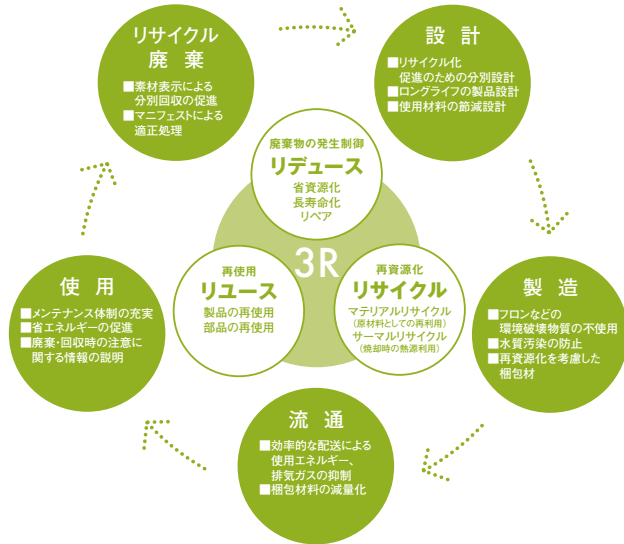 リサイクル
廃 棄
■素材表示による
分別回収の促進
■マニフェストによる
適正処理
設 計
■リサイクル化
促進のための分別設計
■ロングライフの製品設計
■使用材料の節減設計
廃棄物の発生制御
リデュース
省資源化
長寿命化
リペア
3R
再使用
リユース
製品の再使用
部品の再使用
再資源化
リサイクル
マテリアルリサイクル
(原材料としての再利用)
サーマルリサイクル
(焼却時の熱源利用)
使 用
■メンテナンス体制の充実
■省エネルギーの促進
■廃棄・回収時の注意に
関する情報の説明
製 造
■フロンなどの
環境破壊物質の不使用
■水質汚染の防止
■再資源化を考慮した
梱包材
流 通
■効率的な配送による
使用エネルギー、
排気ガスの抑制
■梱包材料の減量化